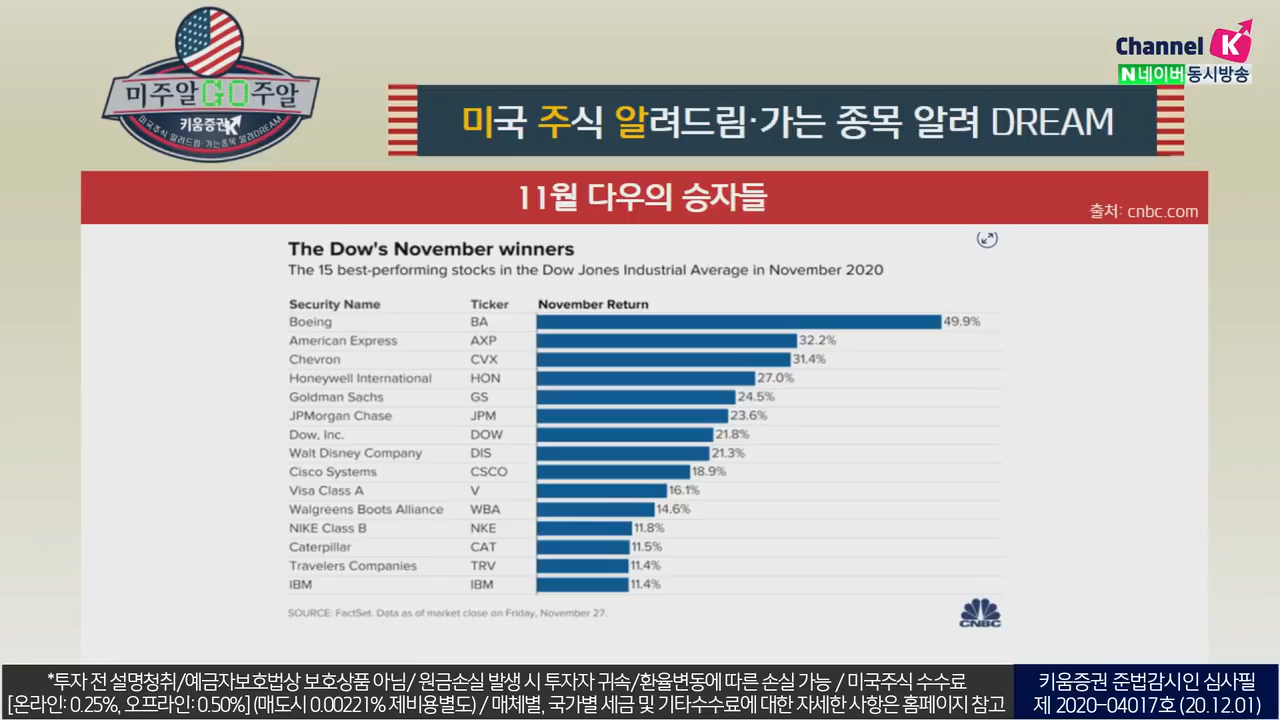 미주알GO주알
키움증권
미국주식 알려드림·가는종목 알려DREAM
Channel K
N 네이버 동시방송
미국 주식 알려드림·가는 종목 알려 DREAM
11월 다우의 승자들
출처: cnbc.com
The Dow's November winners
The 15 best-performing stocks in the Dow Jones Industrial Average in November 2020
Security Name Ticker November Return
Boeing BA 49.9%
American Express AXP 32.2%
Chevron CVX 31.4%
Honeywell International HON 27.0%
Goldman Sachs GS 24.5%
JPMorgan Chase JPM 23.6%
Dow, Inc. DOW 21.8%
Walt Disney Company DIS 21.3%
Cisco Systems CSCO 18.9%
Visa Class A V 16.1%
Walgreens Boots Alliance WBA 14.6%
NIKE Class B NKE 11.8%
Caterpillar CAT 11.5%
Travelers Companies TRV 11.4%
IBM IBM 11.4%
SOURCE: FactSet. Data as of market close on Friday, November 27.
CNBC
*투자 전 설명청취/예금자보호법상 보호상품 아님/ 원금손실 발생 시 투자자 귀속/환율변동에 따른 손실 가능 / 미국주식 수수료
[온라인: 0.25%, 오프라인: 0.50%] (매도시 0.00221% 제비용별도) / 매체별, 국가별 세금 및 기타수수료에 대한 자세한 사항은 홈페이지 참고
키움증권 준법감시인 심사필
제 2020-04017호 (20.12.01)